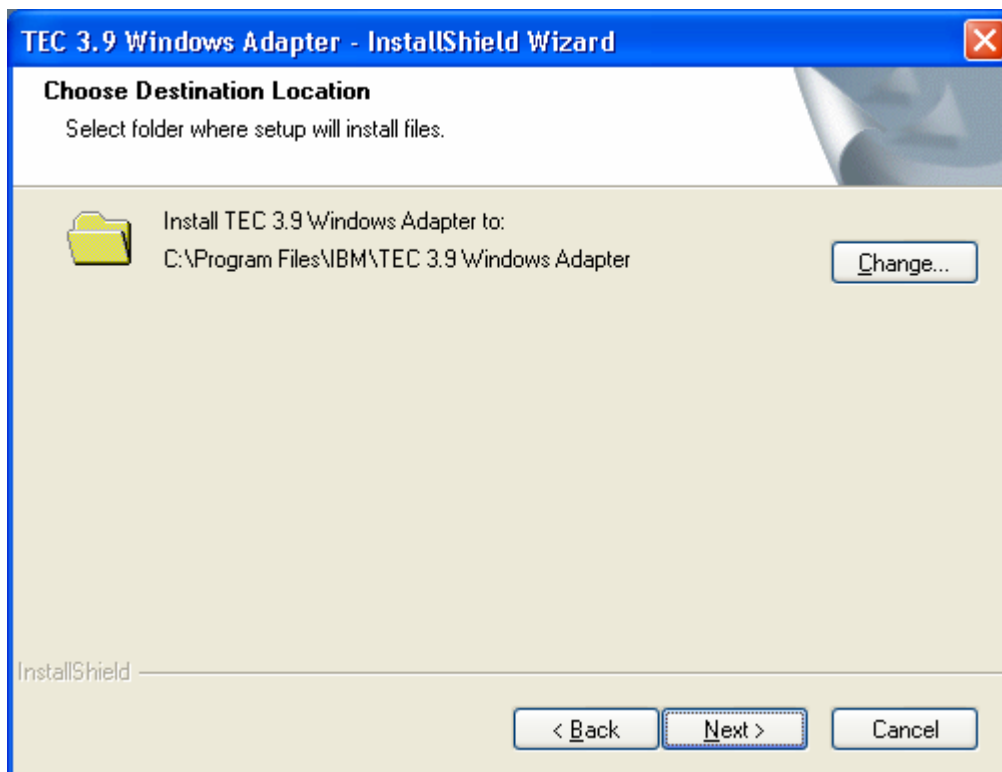 TEC 3.9 Windows Adapter - InstallShield Wizard
Choose Destination Location
Select folder where setup will install files.
Install TEC 3.9 Windows Adapter to:
C:\Program Files\IBM\TEC 3.9 Windows Adapter
Change...
InstallShield
< Back
Next >
Cancel